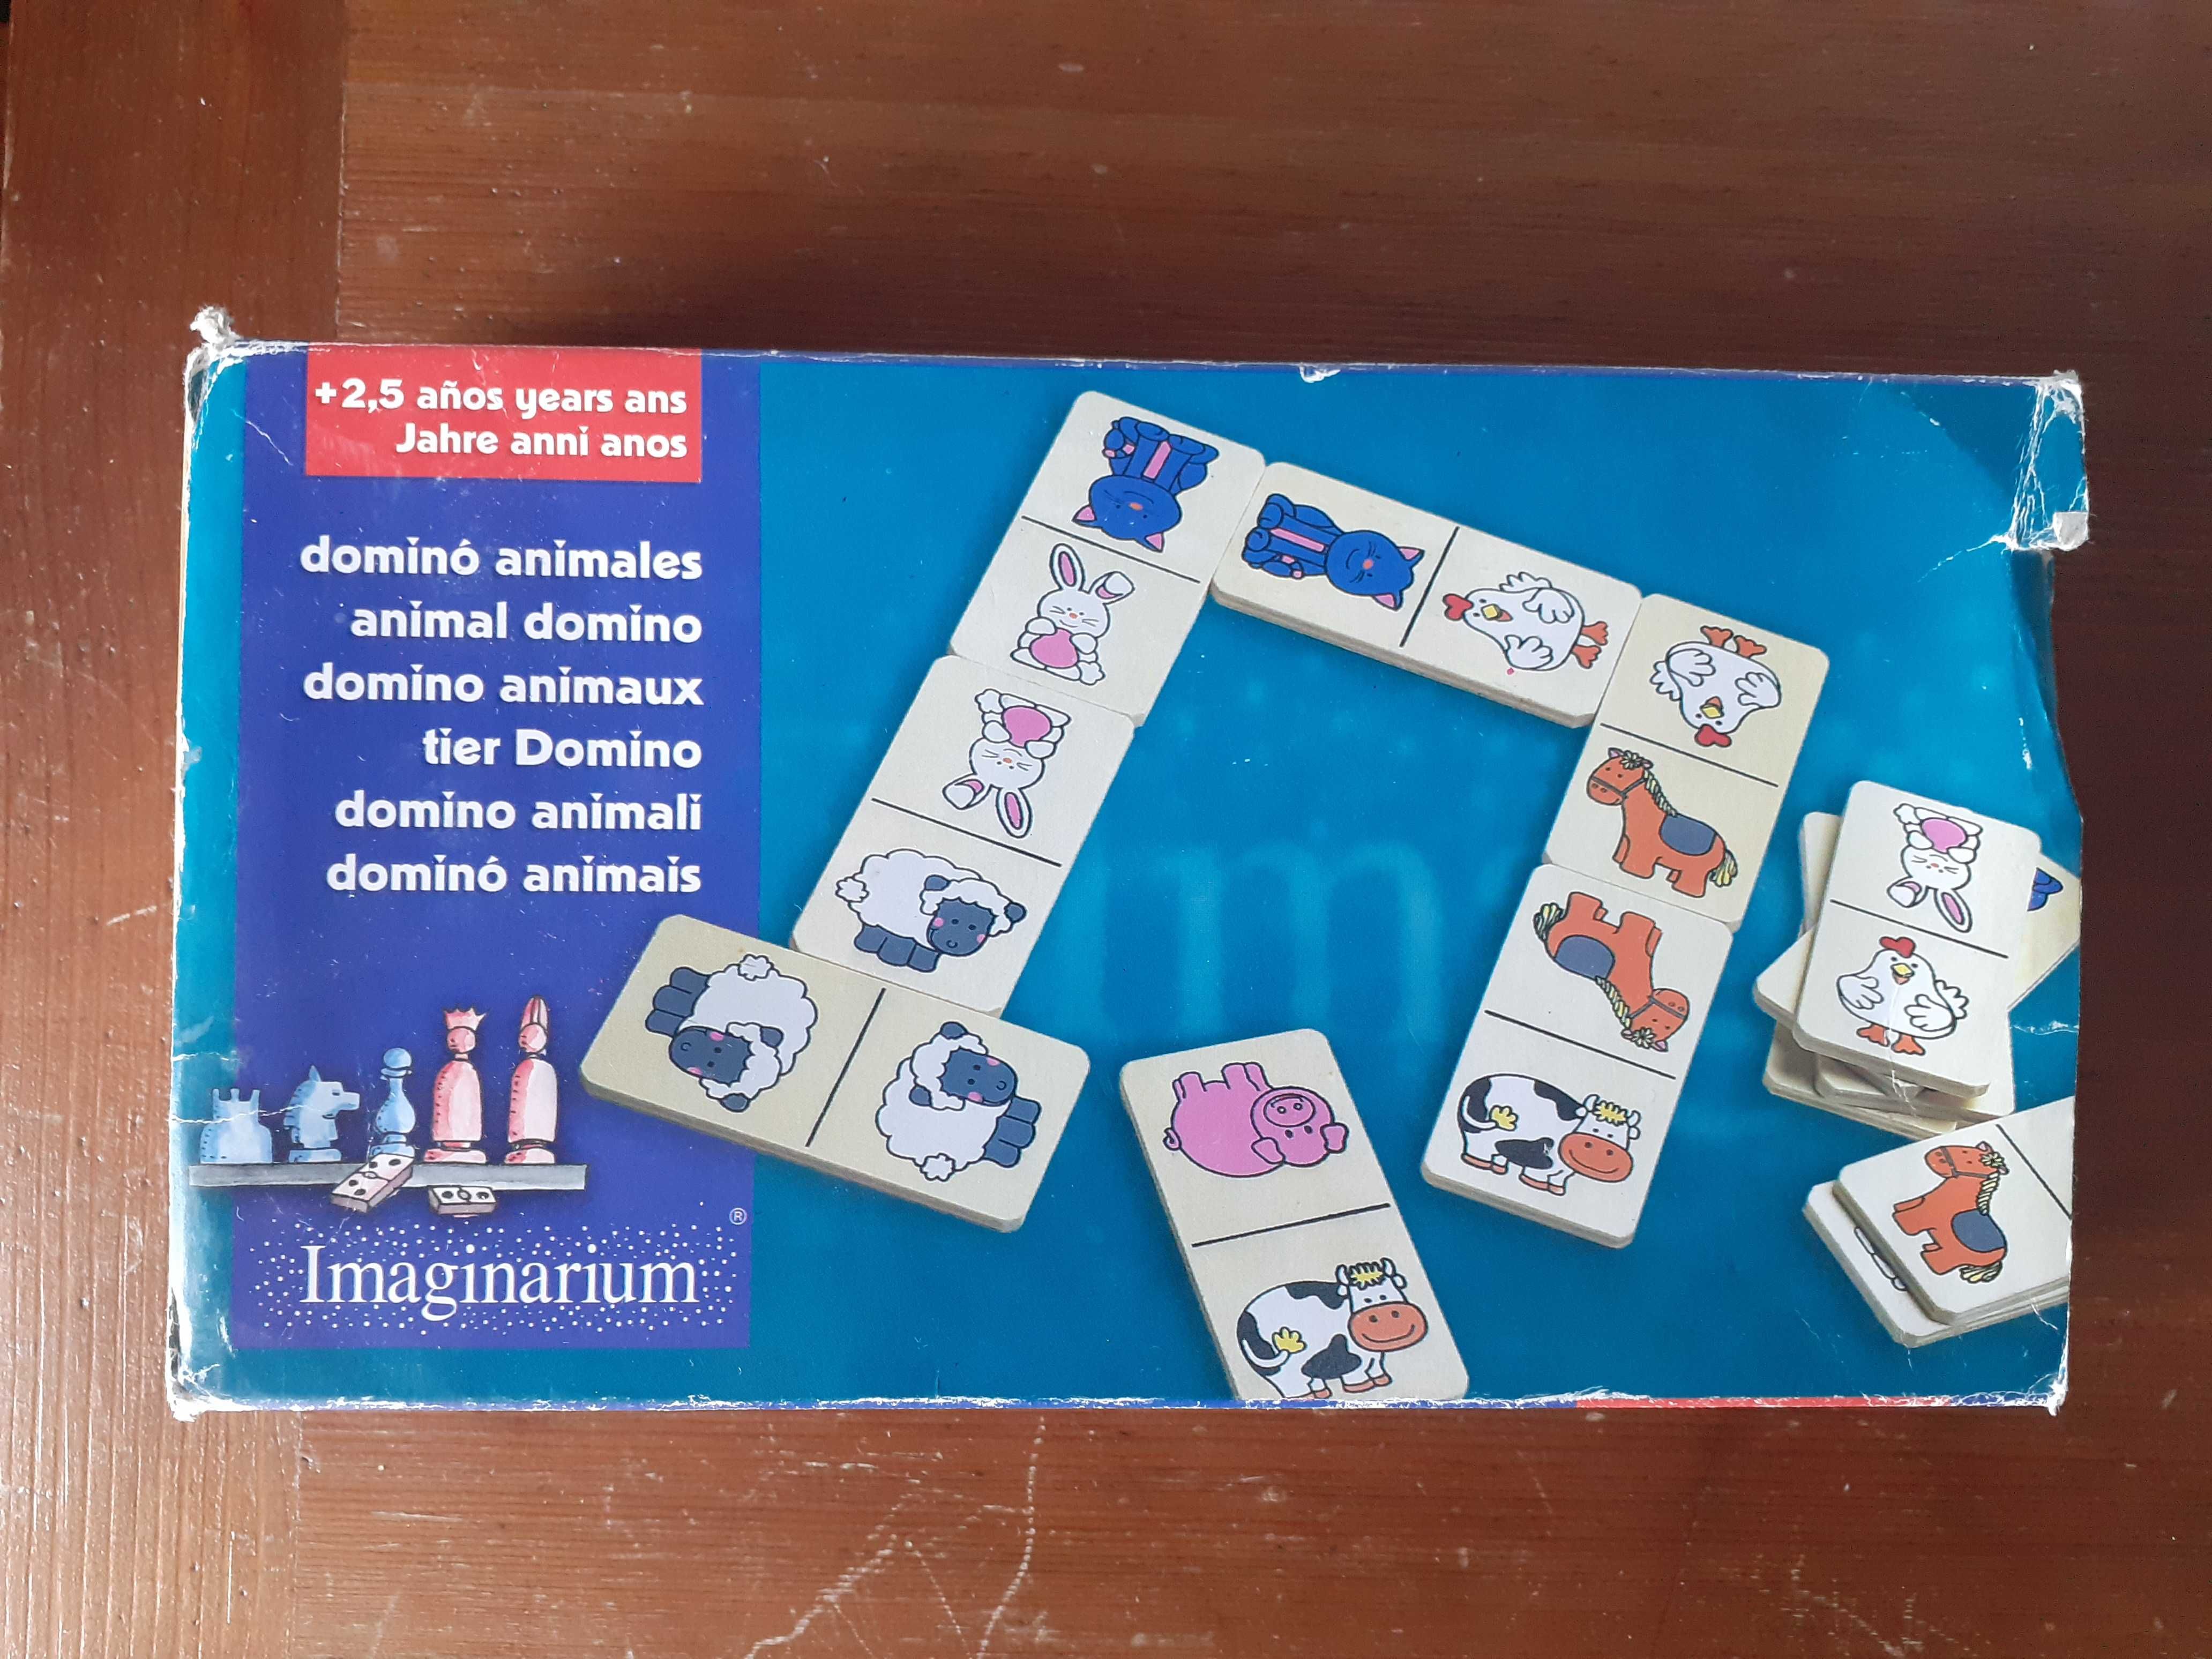 +2,5 años years ans
Jahre anni anos
dominó animales
animal domino
domino animaux
tier Domino
domino animali
dominó animais
Imaginarium®